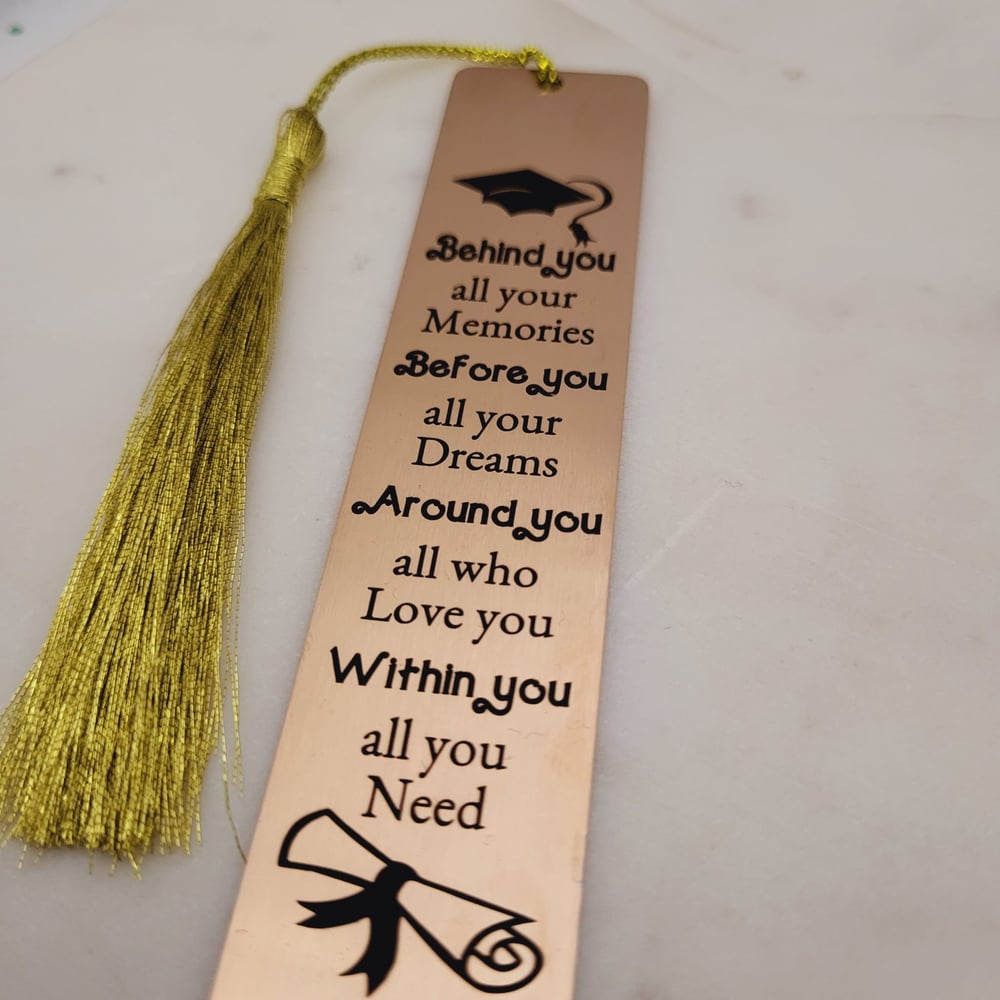 Behind you
all your
Memories
Before you
all your
Dreams
Around you
all who
Love you
Within you
all you
Need